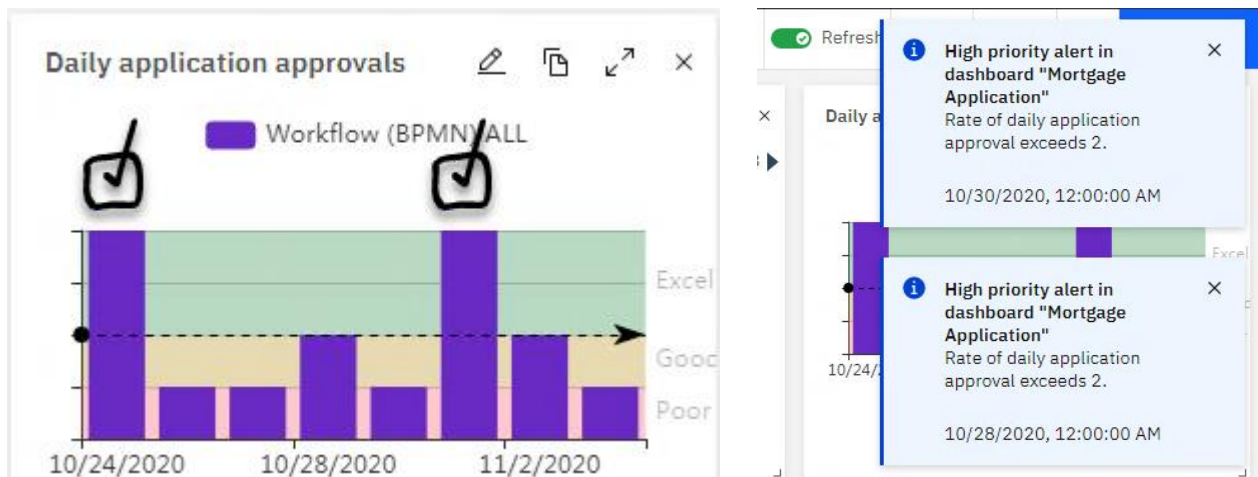 Daily application approvals
Workflow (BPMN) ALL
Excel
Good
Poor
10/24/2020
10/28/2020
11/2/2020
Refresh
High priority alert in
dashboard "Mortgage
Application"
Rate of daily application
approval exceeds 2.
10/30/2020, 12:00:00 AM
Daily a
Excel
High priority alert in
dashboard "Mortgage
Application"
Rate of daily application
approval exceeds 2.
10/28/2020, 12:00:00 AM
10/24/